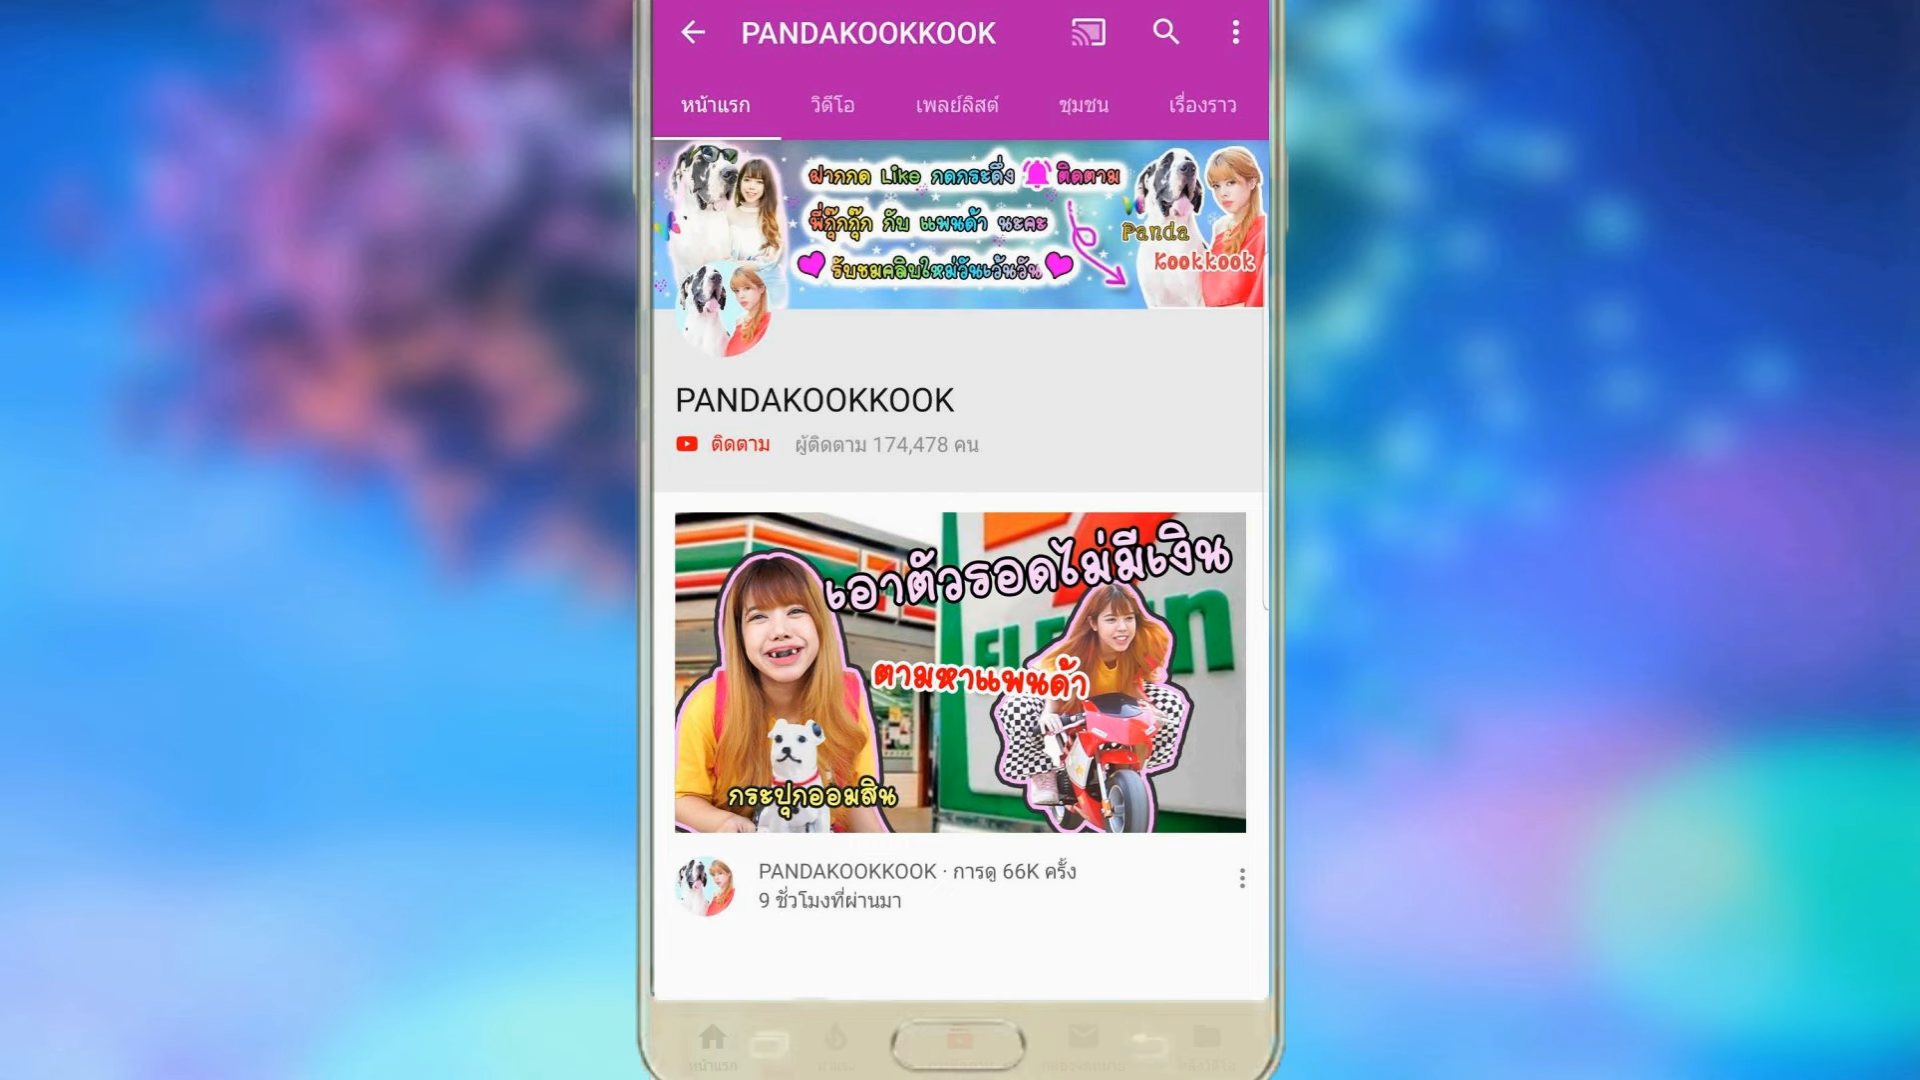 PANDAKOOKKOOK
หน้าแรก วิดีโอ เพลย์ลิสต์ ชุมชน เรื่องราว
ฝากกด Like กดกระดิ่ง ติดตาม
พี่กุ๊กกุ๊ก กับ แพนด้า นะคะ
รับชมคลิปใหม่วันเว้นวัน
Panda
Kookkook
PANDAKOOKKOOK
ติดตาม ผู้ติดตาม 174,478 คน
เอาตัวรอดไม่มีเงิน
ตามหาแพนด้า
กระปุกออมสิน
PANDAKOOKKOOK · การดู 66K ครั้ง
9 ชั่วโมงที่ผ่านมา
หน้าแรก